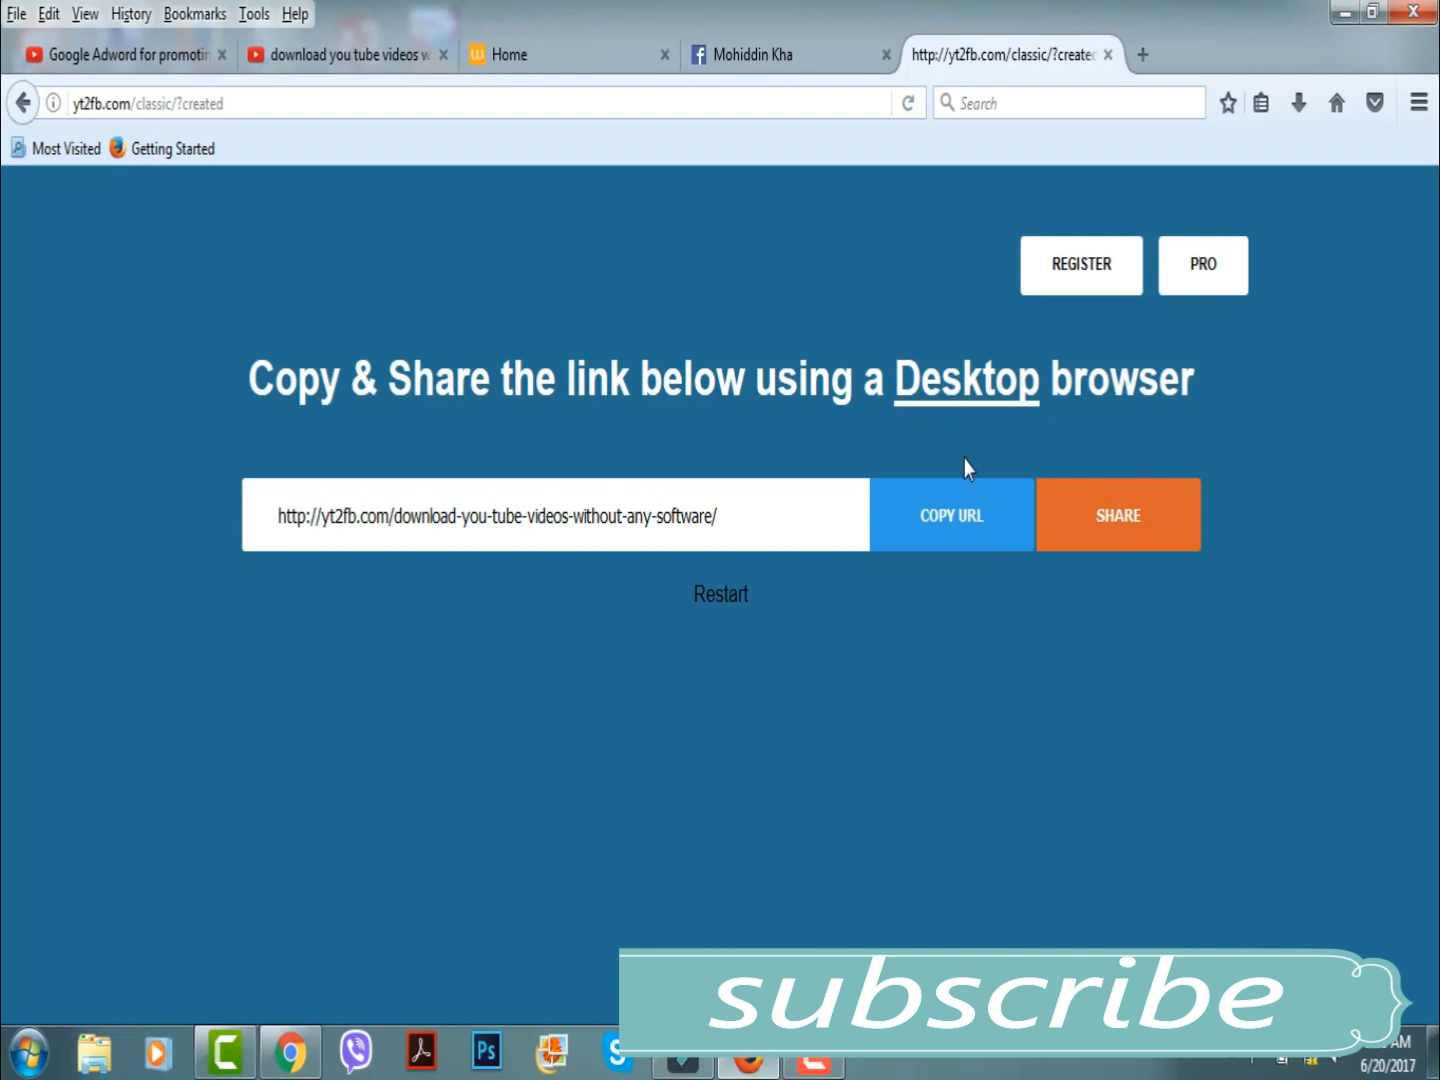 File Edit View History Bookmarks Tools Help
Google Adword for promotin
download you tube videos w
Home
Mohiddin Kha
http://yt2fb.com/classic/?create
yt2fb.com/classic/?created
Search
Most Visited
Getting Started
REGISTER
PRO
Copy & Share the link below using a Desktop browser
http://yt2fb.com/download-you-tube-videos-without-any-software/
COPY URL
SHARE
Restart
subscribe
Ps
AM
6/20/2017